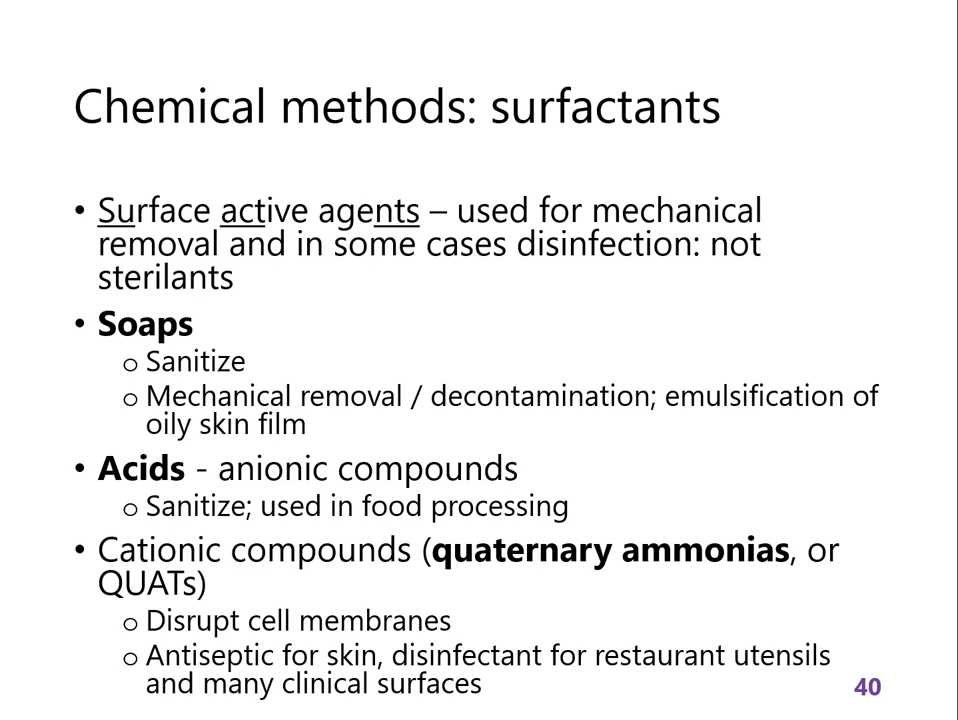 Chemical methods: surfactants
• Surface active agents – used for mechanical
removal and in some cases disinfection: not
sterilants
• Soaps
o Sanitize
o Mechanical removal / decontamination; emulsification of
oily skin film
• Acids - anionic compounds
o Sanitize; used in food processing
• Cationic compounds (quaternary ammonias, or
QUATs)
o Disrupt cell membranes
o Antiseptic for skin, disinfectant for restaurant utensils
and many clinical surfaces
40